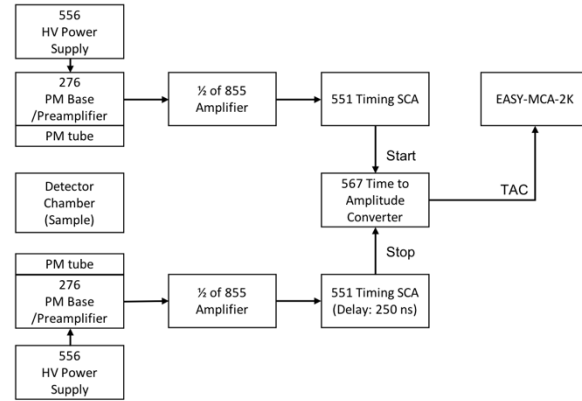 556
HV Power
Supply
276
PM Base
/Preamplifier
PM tube
½ of 855
Amplifier
551 Timing SCA
EASY-MCA-2K
Start
Detector
Chamber
(Sample)
567 Time to
Amplitude
Converter
TAC
Stop
PM tube
276
PM Base
/Preamplifier
½ of 855
Amplifier
551 Timing SCA
(Delay: 250 ns)
556
HV Power
Supply